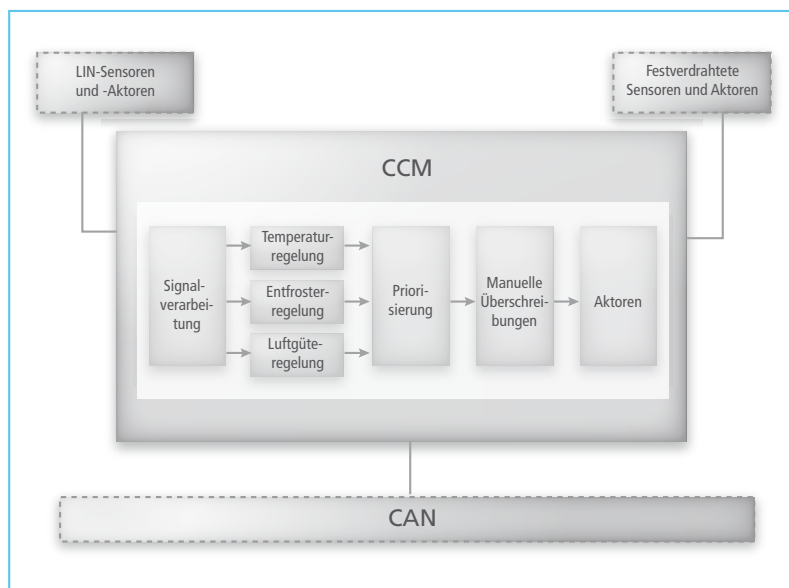 LIN-Sensoren
und -Aktoren
Festverdrahtete
Sensoren und Aktoren
CCM
Signal-
verarbei-
tung
Temperatur-
regelung
Entfroster-
regelung
Luftgüte-
regelung
Priori-
sierung
Manuelle
Überschrei-
bungen
Aktoren
CAN